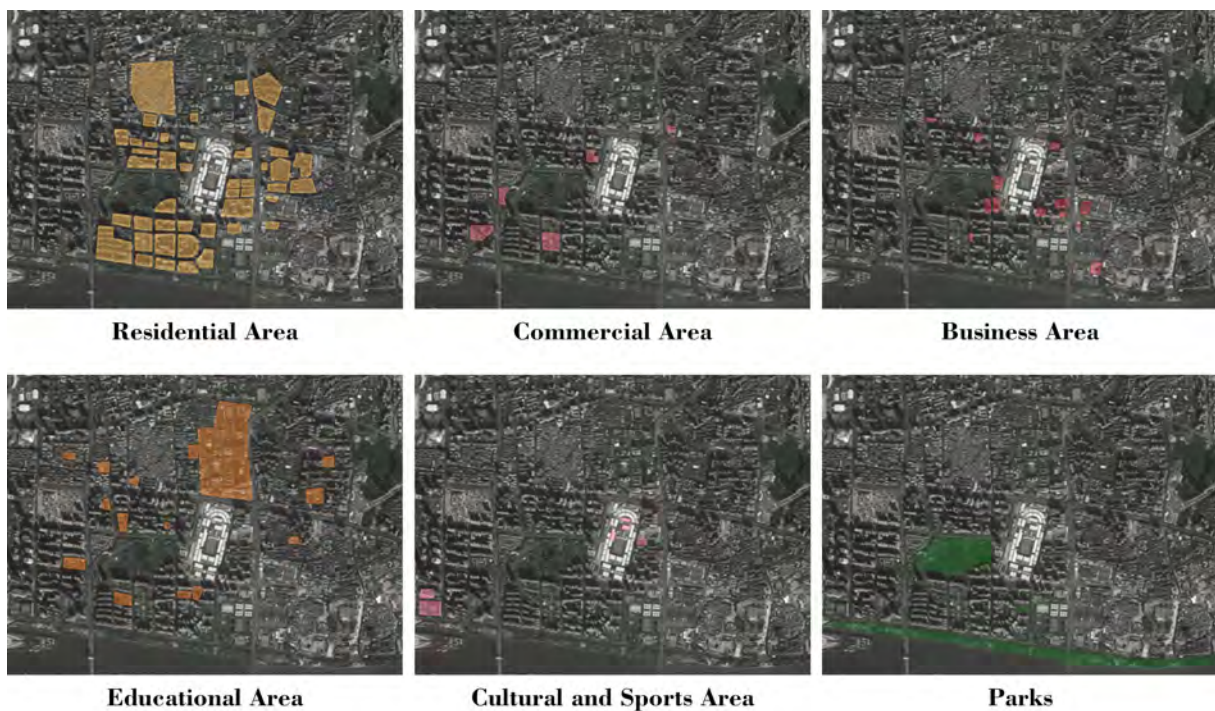 Residential Area
Commercial Area
Business Area
Educational Area
Cultural and Sports Area
Parks